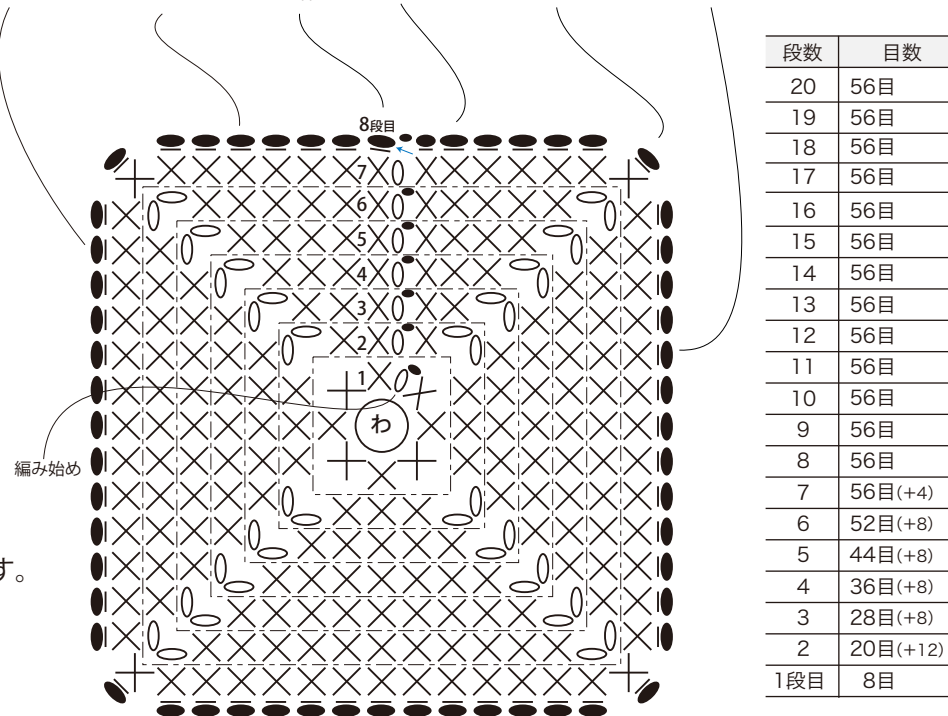 8段目
7
6
5
4
3
2
1
わ
編み始め
す。
段数 目数
20 56目
19 56目
18 56目
17 56目
16 56目
15 56目
14 56目
13 56目
12 56目
11 56目
10 56目
9 56目
8 56目
7 56目(+4)
6 52目(+8)
5 44目(+8)
4 36目(+8)
3 28目(+8)
2 20目(+12)
1段目 8目